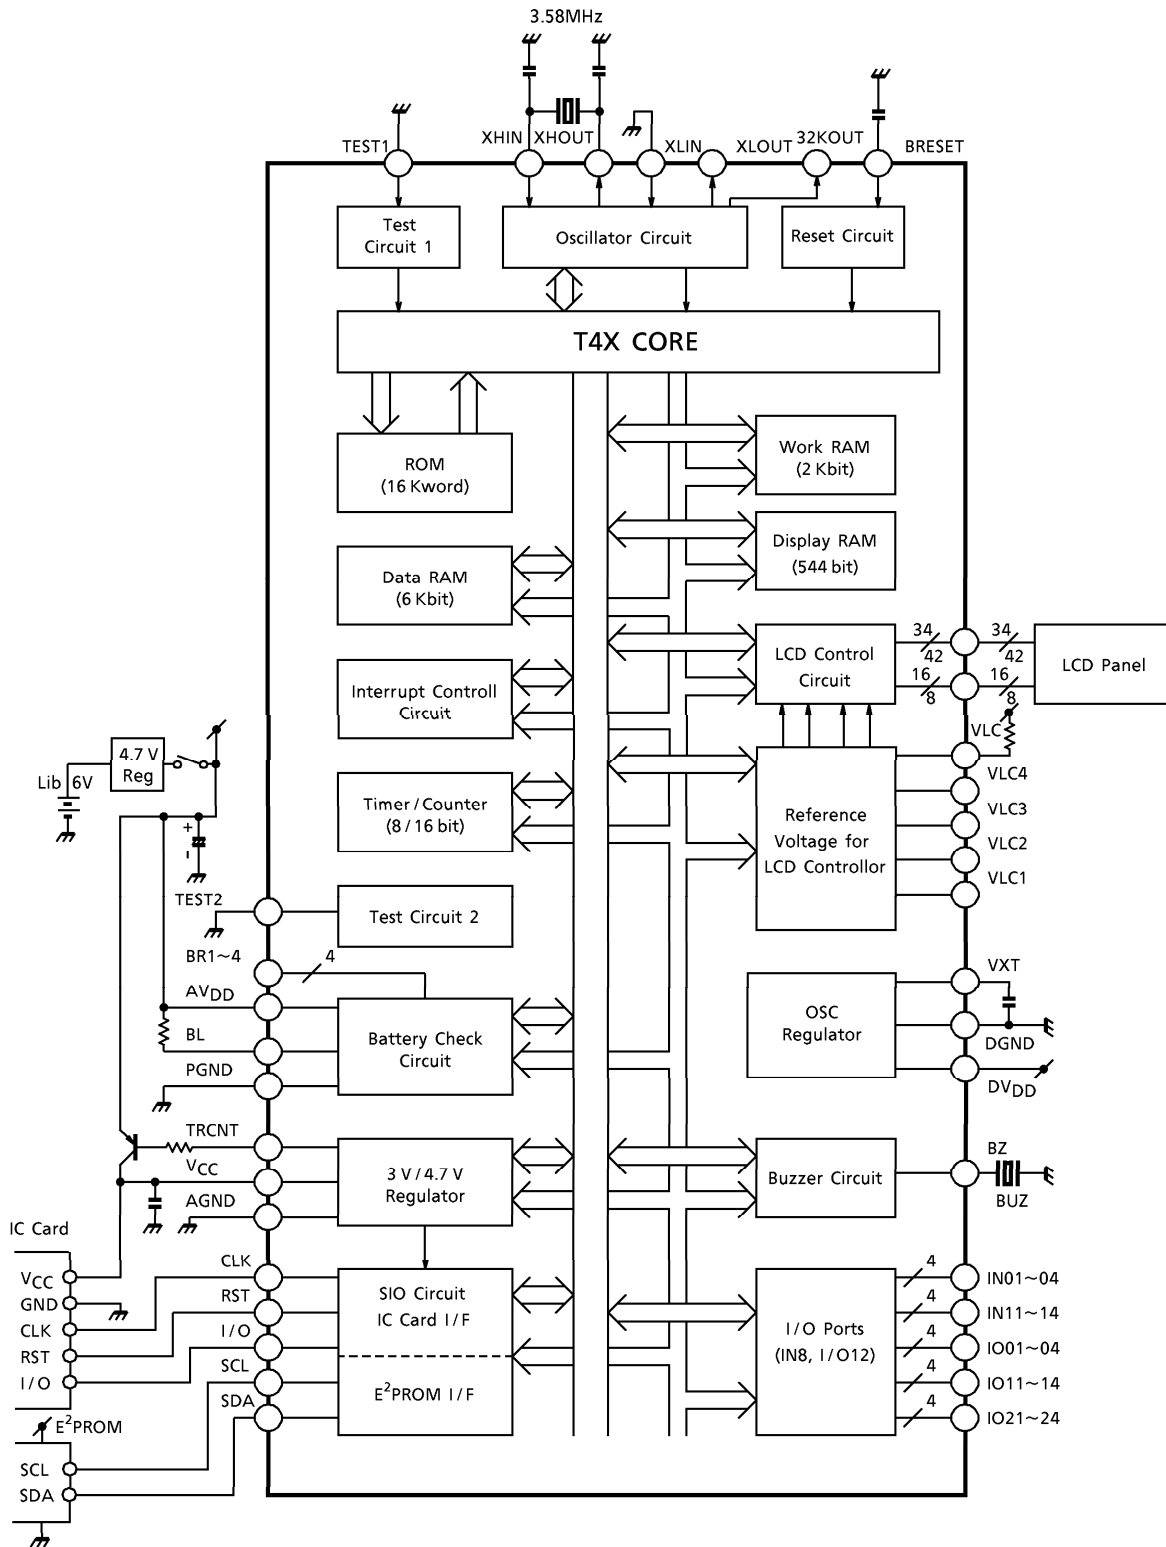 3.58MHz
TEST1
XHIN
XHOUT
XLIN
XLOUT
32KOUT
BRESET
Test
Circuit 1
Oscillator Circuit
Reset Circuit
T4X CORE
ROM
(16 Kword)
Work RAM
(2 Kbit)
Display RAM
(544 bit)
Data RAM
(6 Kbit)
LCD Control
Circuit
34
42
16
8
34
42
16
8
LCD Panel
Interrupt Controll
Circuit
VLC
4.7 V
Reg
Lib
6V
+
-
Timer / Counter
(8 / 16 bit)
Reference
Voltage for
LCD Controllor
VLC4
VLC3
VLC2
VLC1
TEST2
Test Circuit 2
BR1~4
4
AVDD
BL
PGND
Battery Check
Circuit
OSC
Regulator
VXT
DGND
DVDD
TRCNT
VCC
AGND
3 V / 4.7 V
Regulator
Buzzer Circuit
BZ
BUZ
IC Card
VCC
GND
CLK
RST
I / O
CLK
RST
I / O
SCL
SDA
SIO Circuit
IC Card I / F
E2PROM I / F
I / O Ports
(IN8, I / O12)
4
4
4
4
4
IN01~04
IN11~14
IO01~04
IO11~14
IO21~24
E2PROM
SCL
SDA